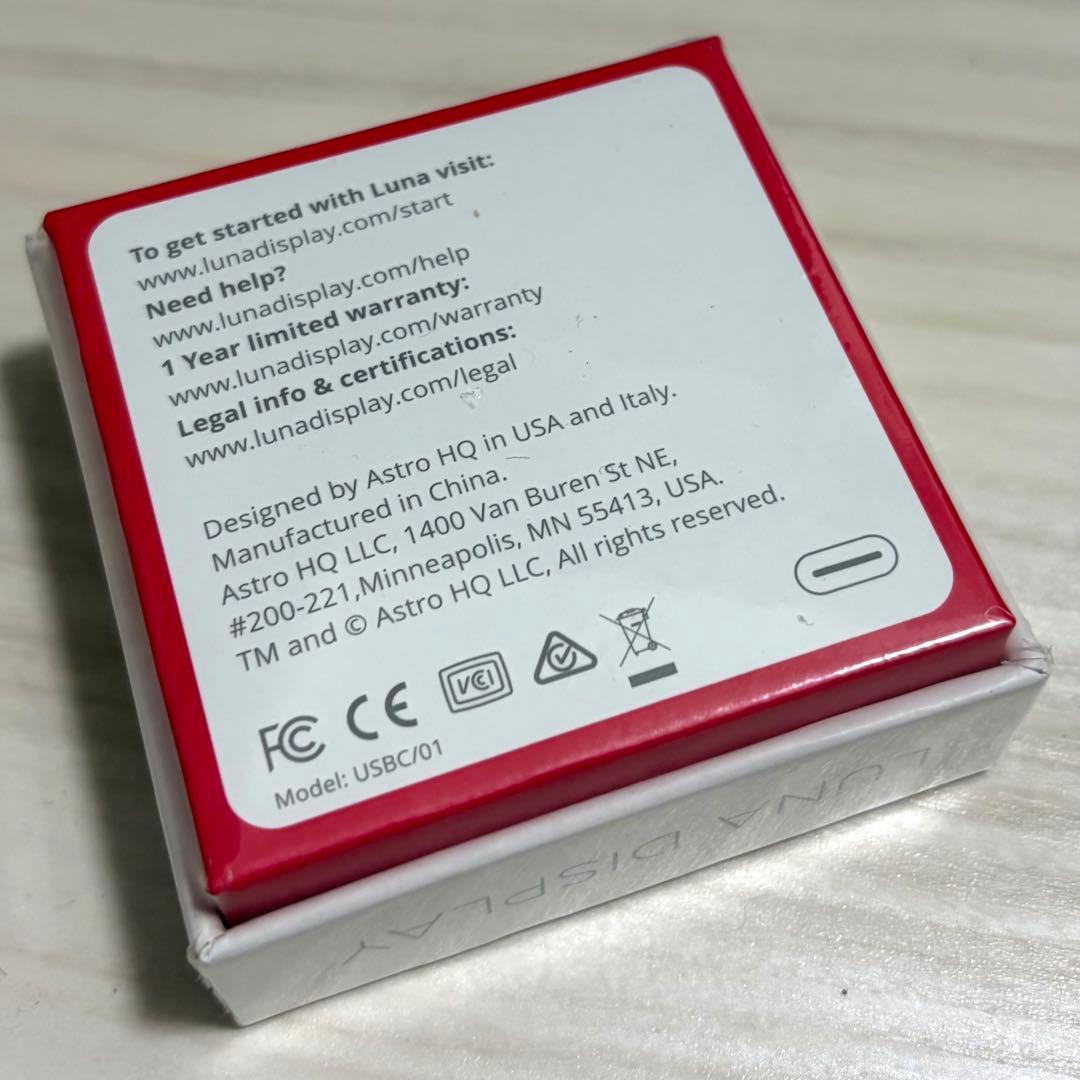 To get started with Luna visit:
www.lunadisplay.com/start
Need help?
www.lunadisplay.com/help
1 Year limited warranty:
www.lunadisplay.com/warranty
Legal info & certifications:
www.lunadisplay.com/legal
Designed by Astro HQ in USA and Italy.
Manufactured in China.
Astro HQ LLC, 1400 Van Buren St NE,
#200-221,Minneapolis, MN 55413, USA.
TM and © Astro HQ LLC, All rights reserved.
FC CE VCI
Model: USBC/01
LUNA DISPLAY